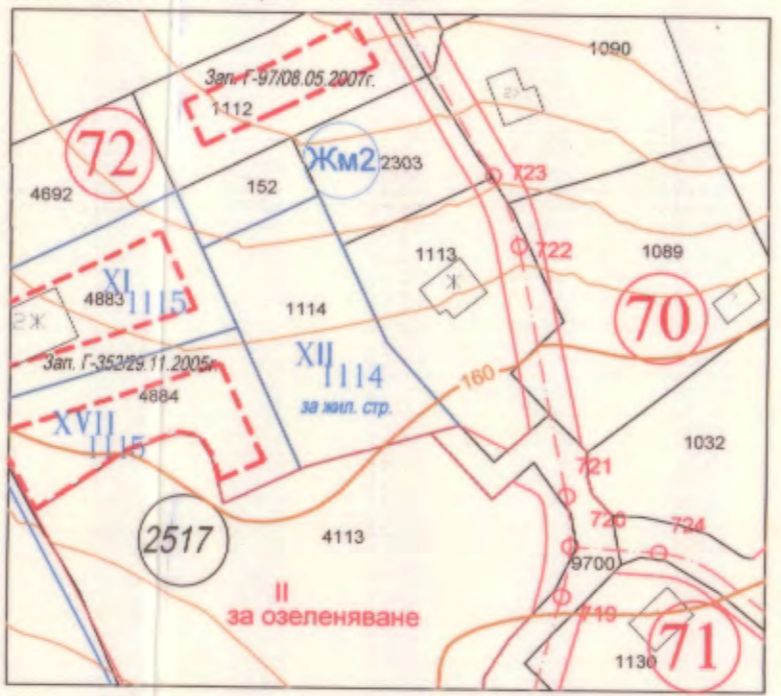 1090
Зап. Г-97/08.05.2007г.
1112
72
Жм2
2303
723
4692
152
722
1113
1089
Ж
XI
4883
1115
1114
70
2Ж
XII
Зап. Г-352/29.11.2005г.
1114
160
4884
за жил. стр.
XVII
1115
1032
721
2517
4113
720
724
9700
II
за озеленяване
719
71
1130